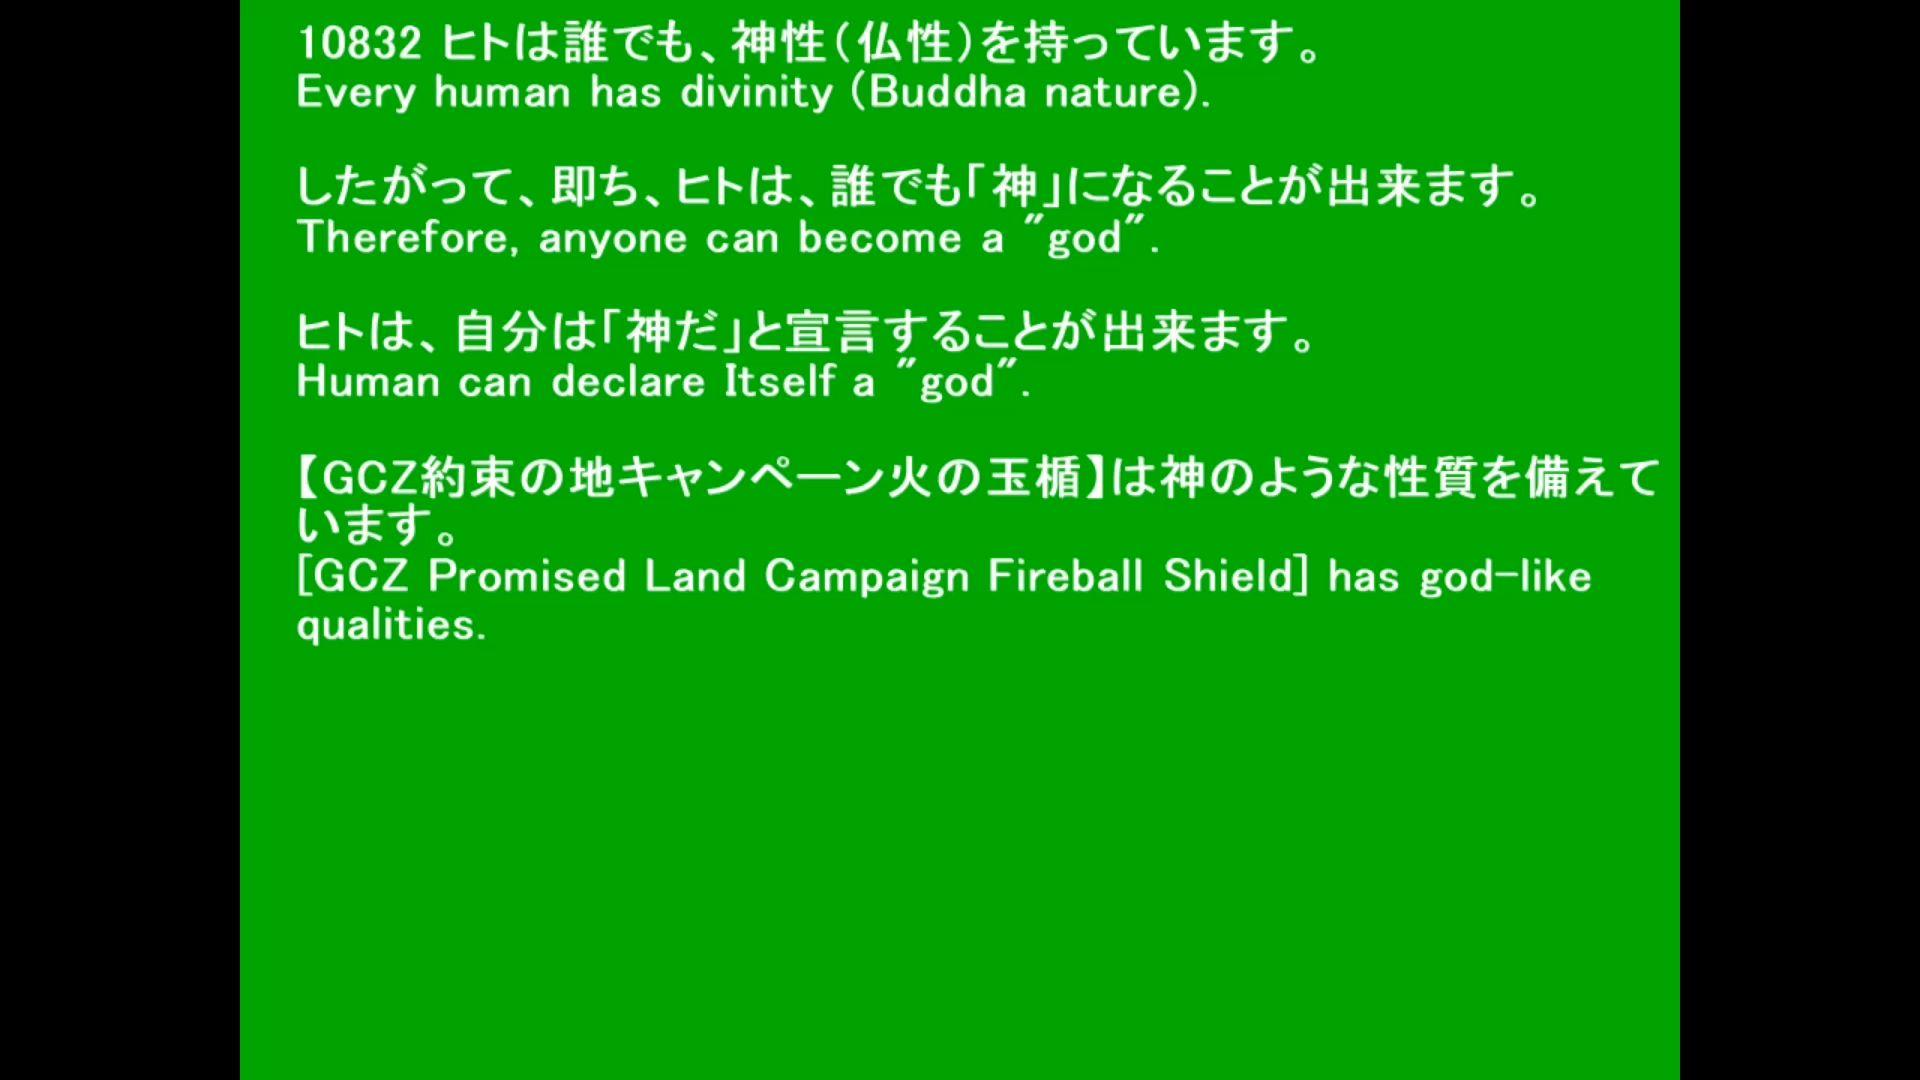 10832 ヒトは誰でも、神性（仏性）を持っています。
Every human has divinity (Buddha nature).
したがって、即ち、ヒトは、誰でも「神」になることが出来ます。
Therefore, anyone can become a "god".
ヒトは、自分は「神だ」と宣言することが出来ます。
Human can declare Itself a "god".
【GCZ約束の地キャンペーン火の玉楯】は神のような性質を備えて
います。
[GCZ Promised Land Campaign Fireball Shield] has god-like
qualities.